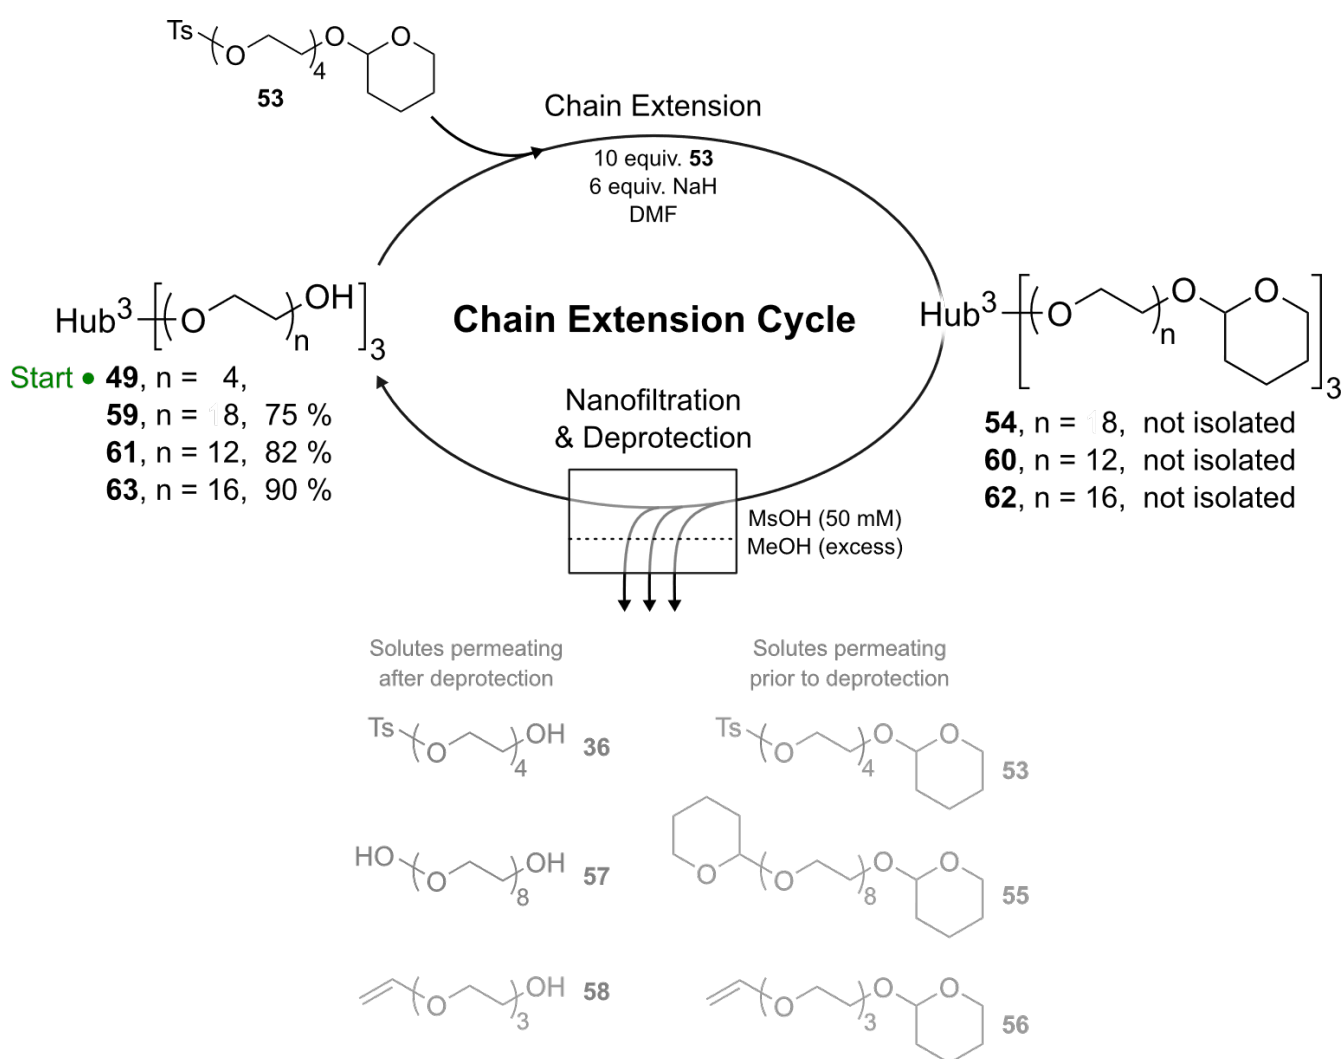 Ts
O
4
O
O
53
Chain Extension
10 equiv. 53
6 equiv. NaH
DMF
Hub3
O
n
OH
3
Chain Extension Cycle
Hub3
O
n
O
O
3
Start • 49, n = 4,
59, n = 8, 75 %
61, n = 12, 82 %
63, n = 16, 90 %
54, n = 8, not isolated
60, n = 12, not isolated
62, n = 16, not isolated
Nanofiltration
& Deprotection
MsOH (50 mM)
MeOH (excess)
Solutes permeating
after deprotection
Solutes permeating
prior to deprotection
Ts
O
4
OH
36
Ts
O
4
O
O
53
HO
O
8
OH
57
O
O
8
O
O
55
O
3
OH
58
O
3
O
O
56